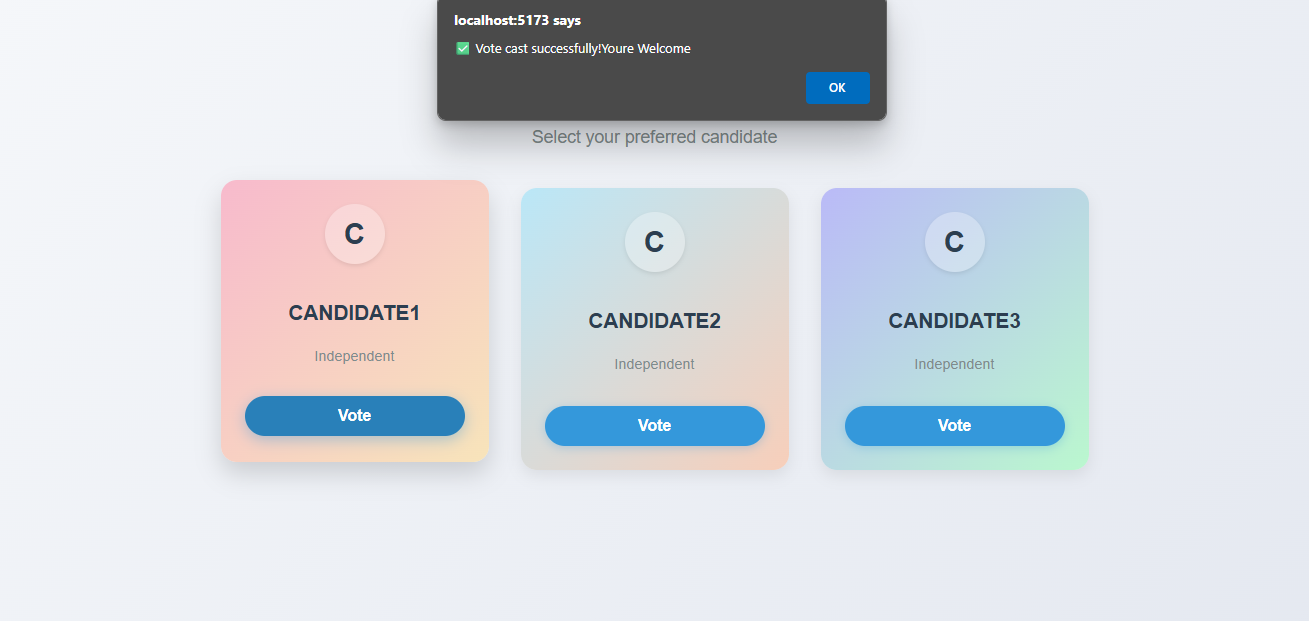 localhost:5173 says
✅ Vote cast successfully!Youre Welcome
OK
Select your preferred candidate
C
CANDIDATE1
Independent
Vote
C
CANDIDATE2
Independent
Vote
C
CANDIDATE3
Independent
Vote